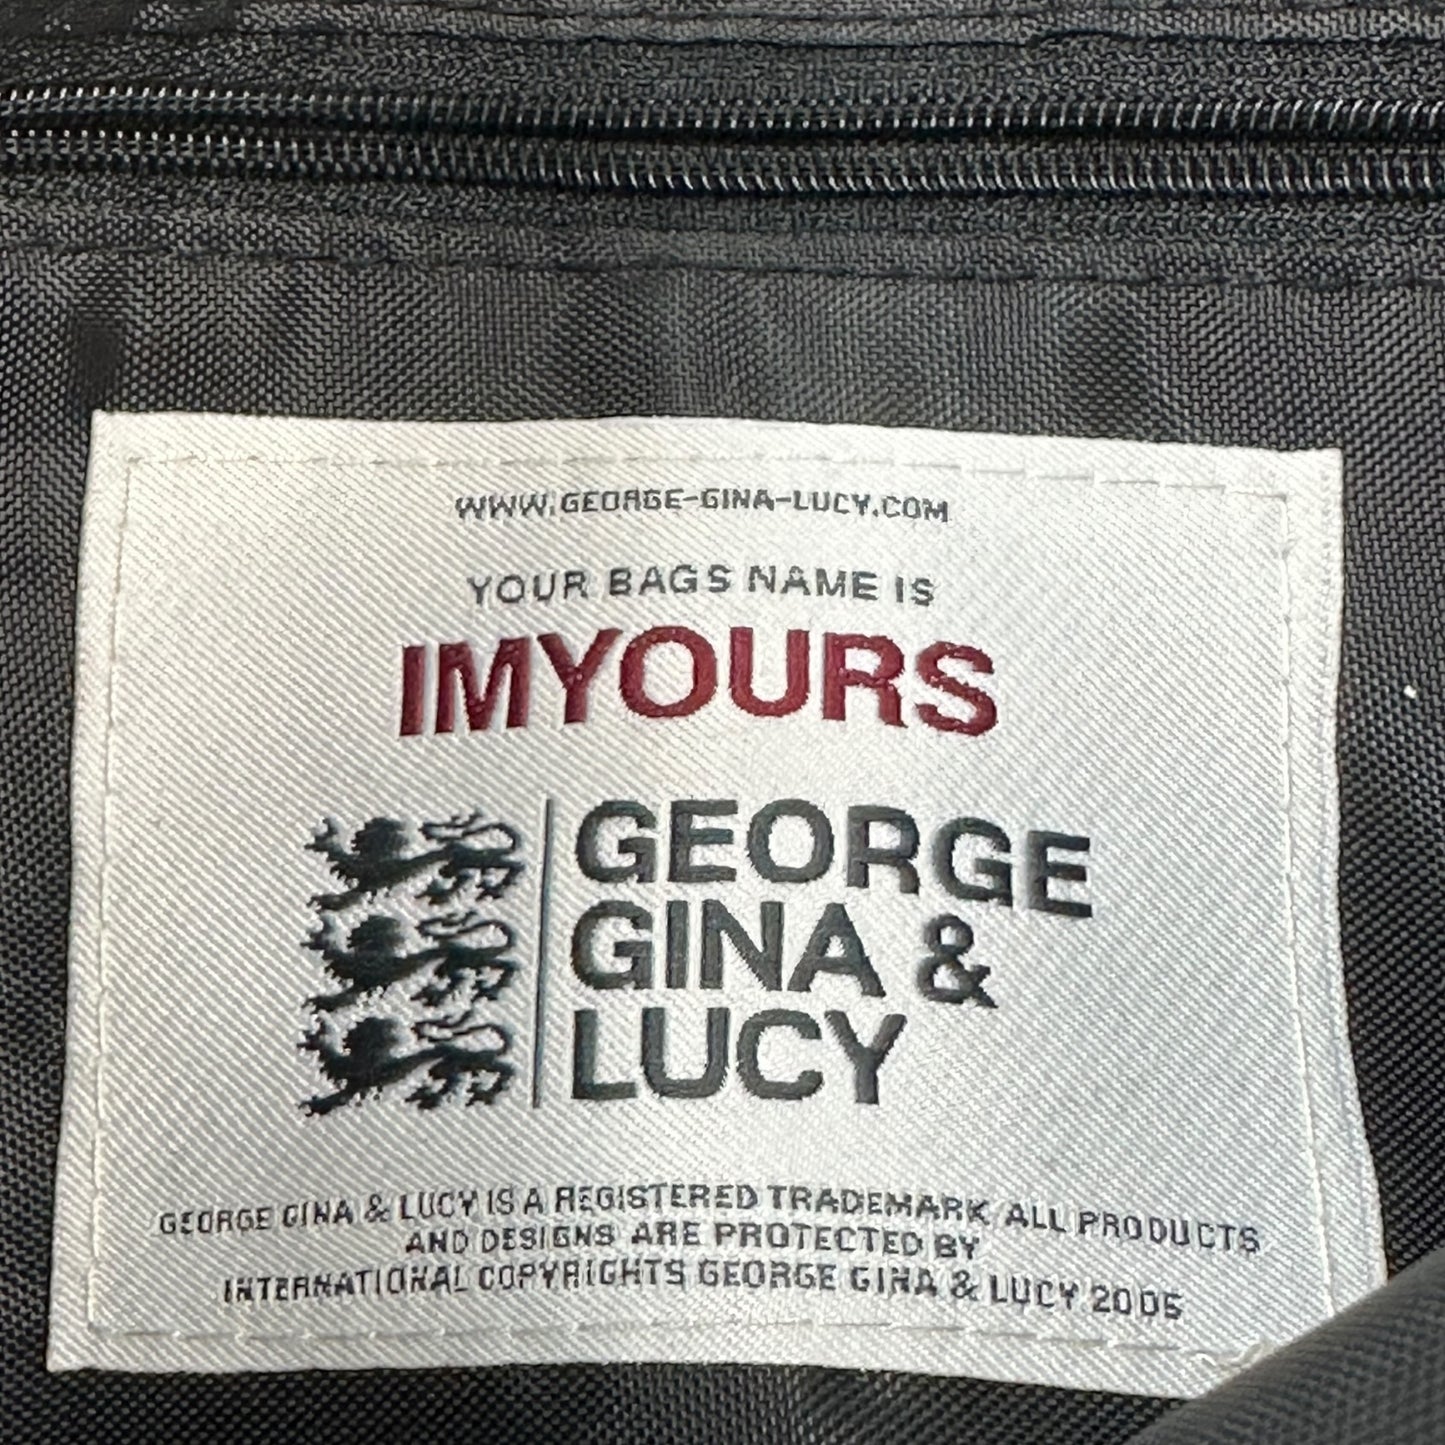 WWW.GEORGE-GINA-LUCY.COM
YOUR BAGS NAME IS
IMYOURS
GEORGE
GINA &
LUCY
GEORGE GINA & LUCY IS A REGISTERED TRADEMARK, ALL PRODUCTS
AND DESIGNS ARE PROTECTED BY
INTERNATIONAL COPYRIGHTS GEORGE GINA & LUCY 2005